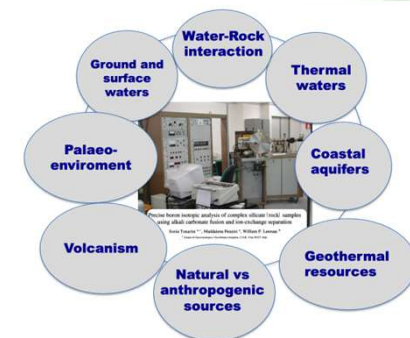 Water-Rock
interaction
Thermal
waters
Coastal
aquifers
Geothermal
resources
Natural vs
anthropogenic
sources
Volcanism
Palaeo-
enviroment
Ground and
surface
waters
Precise boron isotopic analysis of complex silicate (rock) samples
using alkali carbonate fusion and ion-exchange separation